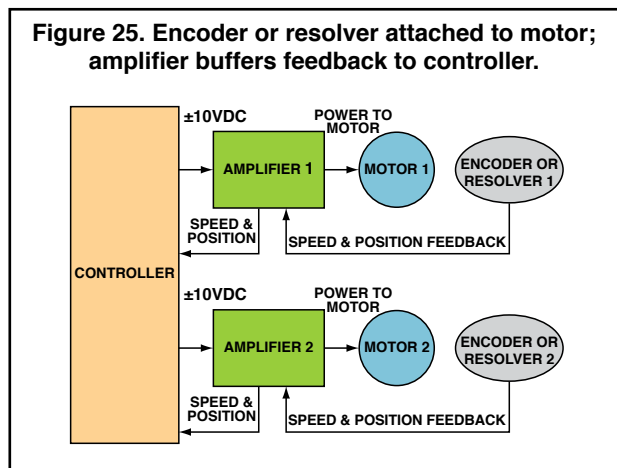 Figure 25. Encoder or resolver attached to motor;
amplifier buffers feedback to controller.
±10VDC
POWER TO
MOTOR
AMPLIFIER 1
MOTOR 1
ENCODER OR
RESOLVER 1
SPEED &
POSITION
SPEED & POSITION FEEDBACK
CONTROLLER
±10VDC
POWER TO
MOTOR
AMPLIFIER 2
MOTOR 2
ENCODER OR
RESOLVER 2
SPEED &
POSITION
SPEED & POSITION FEEDBACK